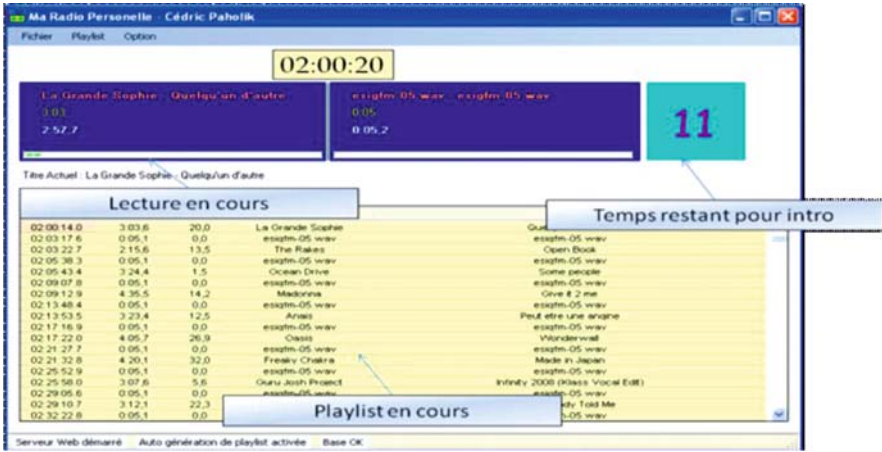 Ma Radio Personelle - Cédric Paholik
Fichier Playlist Option
02:00:20
La Grande Sophie : Quelqu'un d'autre
3:03
2:57,7
esigfm-05.wav : esigfm-05.wav
0:05
0:05,2
11
Titre Actuel : La Grande Sophie : Quelqu'un d'autre
Lecture en cours
Temps restant pour intro
02:00:14.0 3:03,6 20,0 La Grande Sophie
02:03:17.6 0:05,1 0,0 esigfm-05.wav esigfm-05.wav
02:03:22.7 2:15,6 13,5 The Rakes Open Book
02:05:38.3 0:05,1 0,0 esigfm-05.wav esigfm-05.wav
02:05:43.4 3:24,4 1,5 Ocean Drive Some people
02:09:07.8 0:05,1 0,0 esigfm-05.wav esigfm-05.wav
02:09:12.9 4:35,5 14,2 Madonna Give it 2 me
02:13:48.4 0:05,1 0,0 esigfm-05.wav esigfm-05.wav
02:13:53.5 3:23,4 12,5 Anais Peut etre une angine
02:17:16.9 0:05,1 0,0 esigfm-05.wav esigfm-05.wav
02:17:22.0 4:05,7 26,9 Oasis Wonderwall
02:21:27.7 0:05,1 0,0 esigfm-05.wav esigfm-05.wav
02:21:32.8 4:20,1 32,0 Freaky Chakra Made in Japan
02:25:52.9 0:05,1 0,0 esigfm-05.wav esigfm-05.wav
02:25:58.0 3:07,6 5,6 Guru Josh Project Infinity 2008 (Klass Vocal Edit)
02:29:05.6 0:05,1 0,0 esigfm-05.wav esigfm-05.wav
02:29:10.7 3:12,1 22,3 Told Me
02:32:22.8 0:05,1 0,0 -05.wav
Playlist en cours
Serveur Web démarré Auto génération de playlist activée Base OK